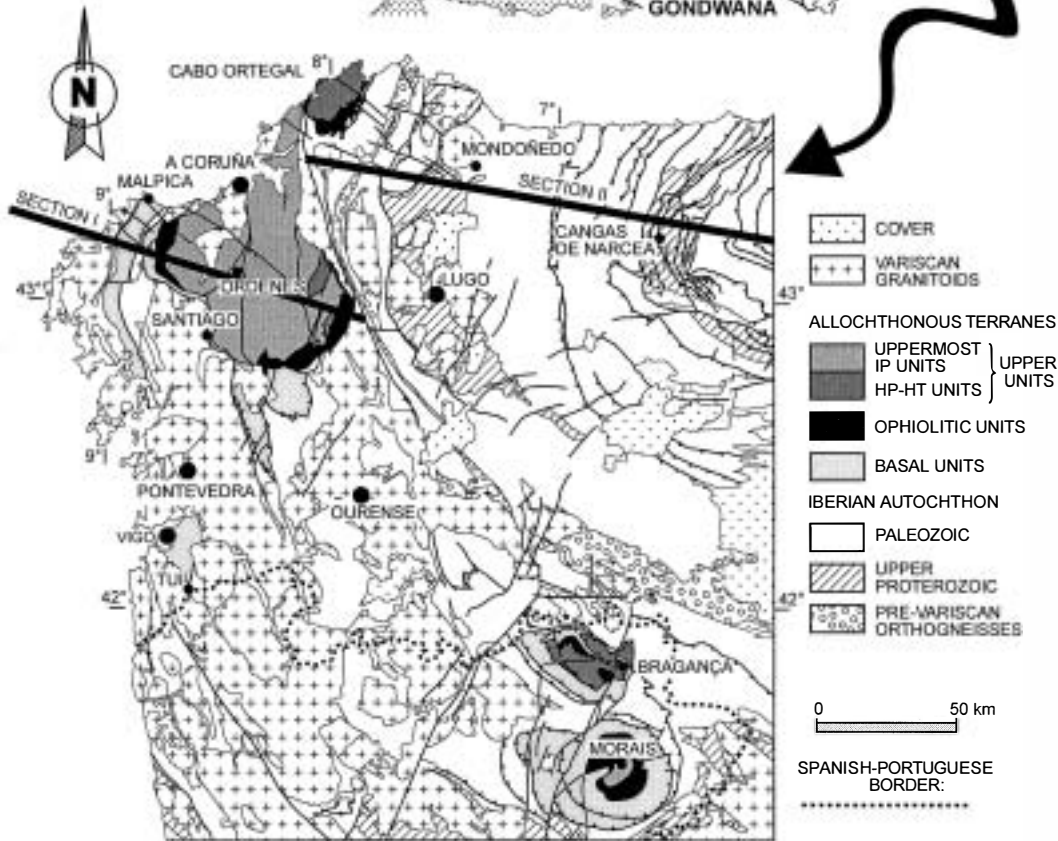 GONDWANA
N
CABO ORTEGAL
8°
7°
MONDOÑEDO
A CORUÑA
MALPICA
9°
SECTION I
SECTION II
CANGAS
DE NARCEA
ORDENES
LUGO
43°
43°
SANTIAGO
9°
PONTEVEDRA
OURENSE
VIGO
TUI
42°
42°
BRAGANÇA
MORAIS
COVER
VARISCAN
GRANITOIDS
ALLOCHTHONOUS TERRANES
UPPERMOST
IP UNITS
HP-HT UNITS
UPPER
UNITS
OPHIOLITIC UNITS
BASAL UNITS
IBERIAN AUTOCHTHON
PALEOZOIC
UPPER
PROTEROZOIC
PRE-VARISCAN
ORTHOGNEISSES
0 50 km
SPANISH-PORTUGUESE
BORDER: